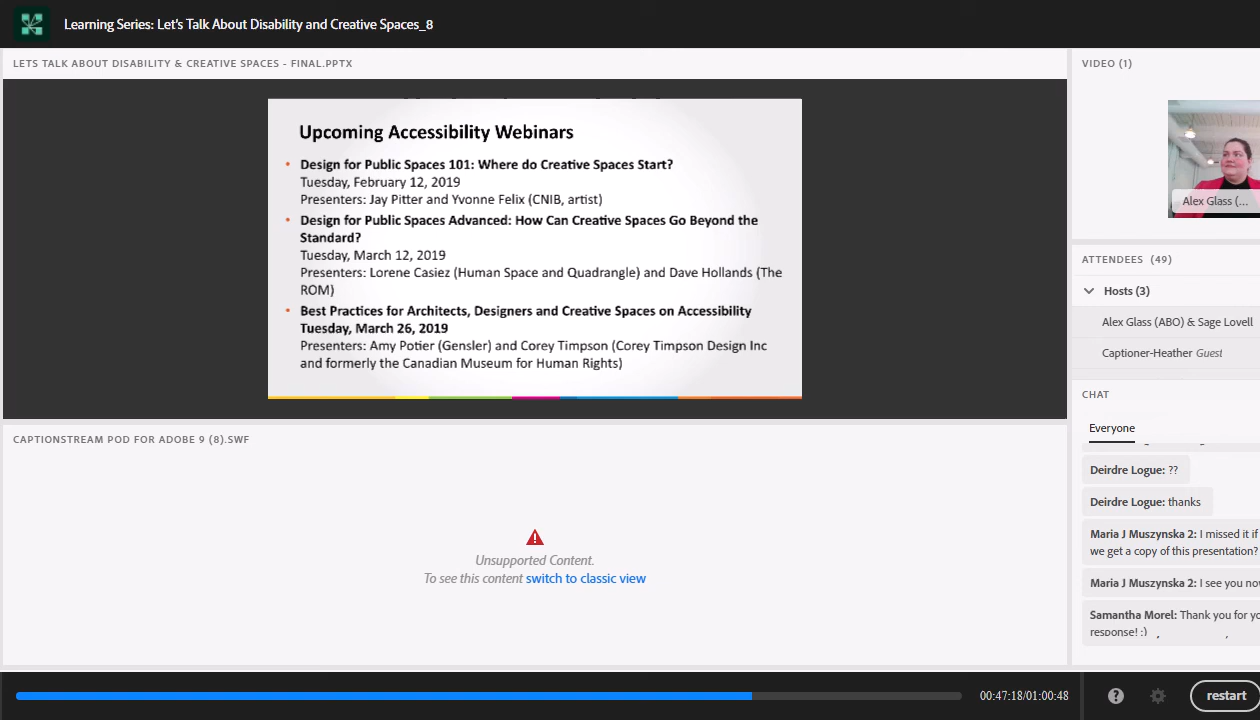 Learning Series: Let's Talk About Disability and Creative Spaces_8
LETS TALK ABOUT DISABILITY & CREATIVE SPACES - FINAL.PPTX
Upcoming Accessibility Webinars
• Design for Public Spaces 101: Where do Creative Spaces Start?
Tuesday, February 12, 2019
Presenters: Jay Pitter and Yvonne Felix (CNIB, artist)
• Design for Public Spaces Advanced: How Can Creative Spaces Go Beyond the
Standard?
Tuesday, March 12, 2019
Presenters: Lorene Casiez (Human Space and Quadrangle) and Dave Hollands (The
ROM)
• Best Practices for Architects, Designers and Creative Spaces on Accessibility
Tuesday, March 26, 2019
Presenters: Amy Potier (Gensler) and Corey Timpson (Corey Timpson Design Inc
and formerly the Canadian Museum for Human Rights)
CAPTIONSTREAM POD FOR ADOBE 9 (8).SWF
Unsupported Content.
To see this content switch to classic view
VIDEO (1)
Alex Glass (...
ATTENDEES (49)
Hosts (3)
Alex Glass (ABO) & Sage Lovell
Captioner-Heather Guest
CHAT
Everyone
Deirdre Logue: ??
Deirdre Logue: thanks
Maria J Muszynska 2: I missed it if
we get a copy of this presentation?
Maria J Muszynska 2: I see you
Samantha Morel: Thank you for
response! :)
00:47:18/01:00:48
restart